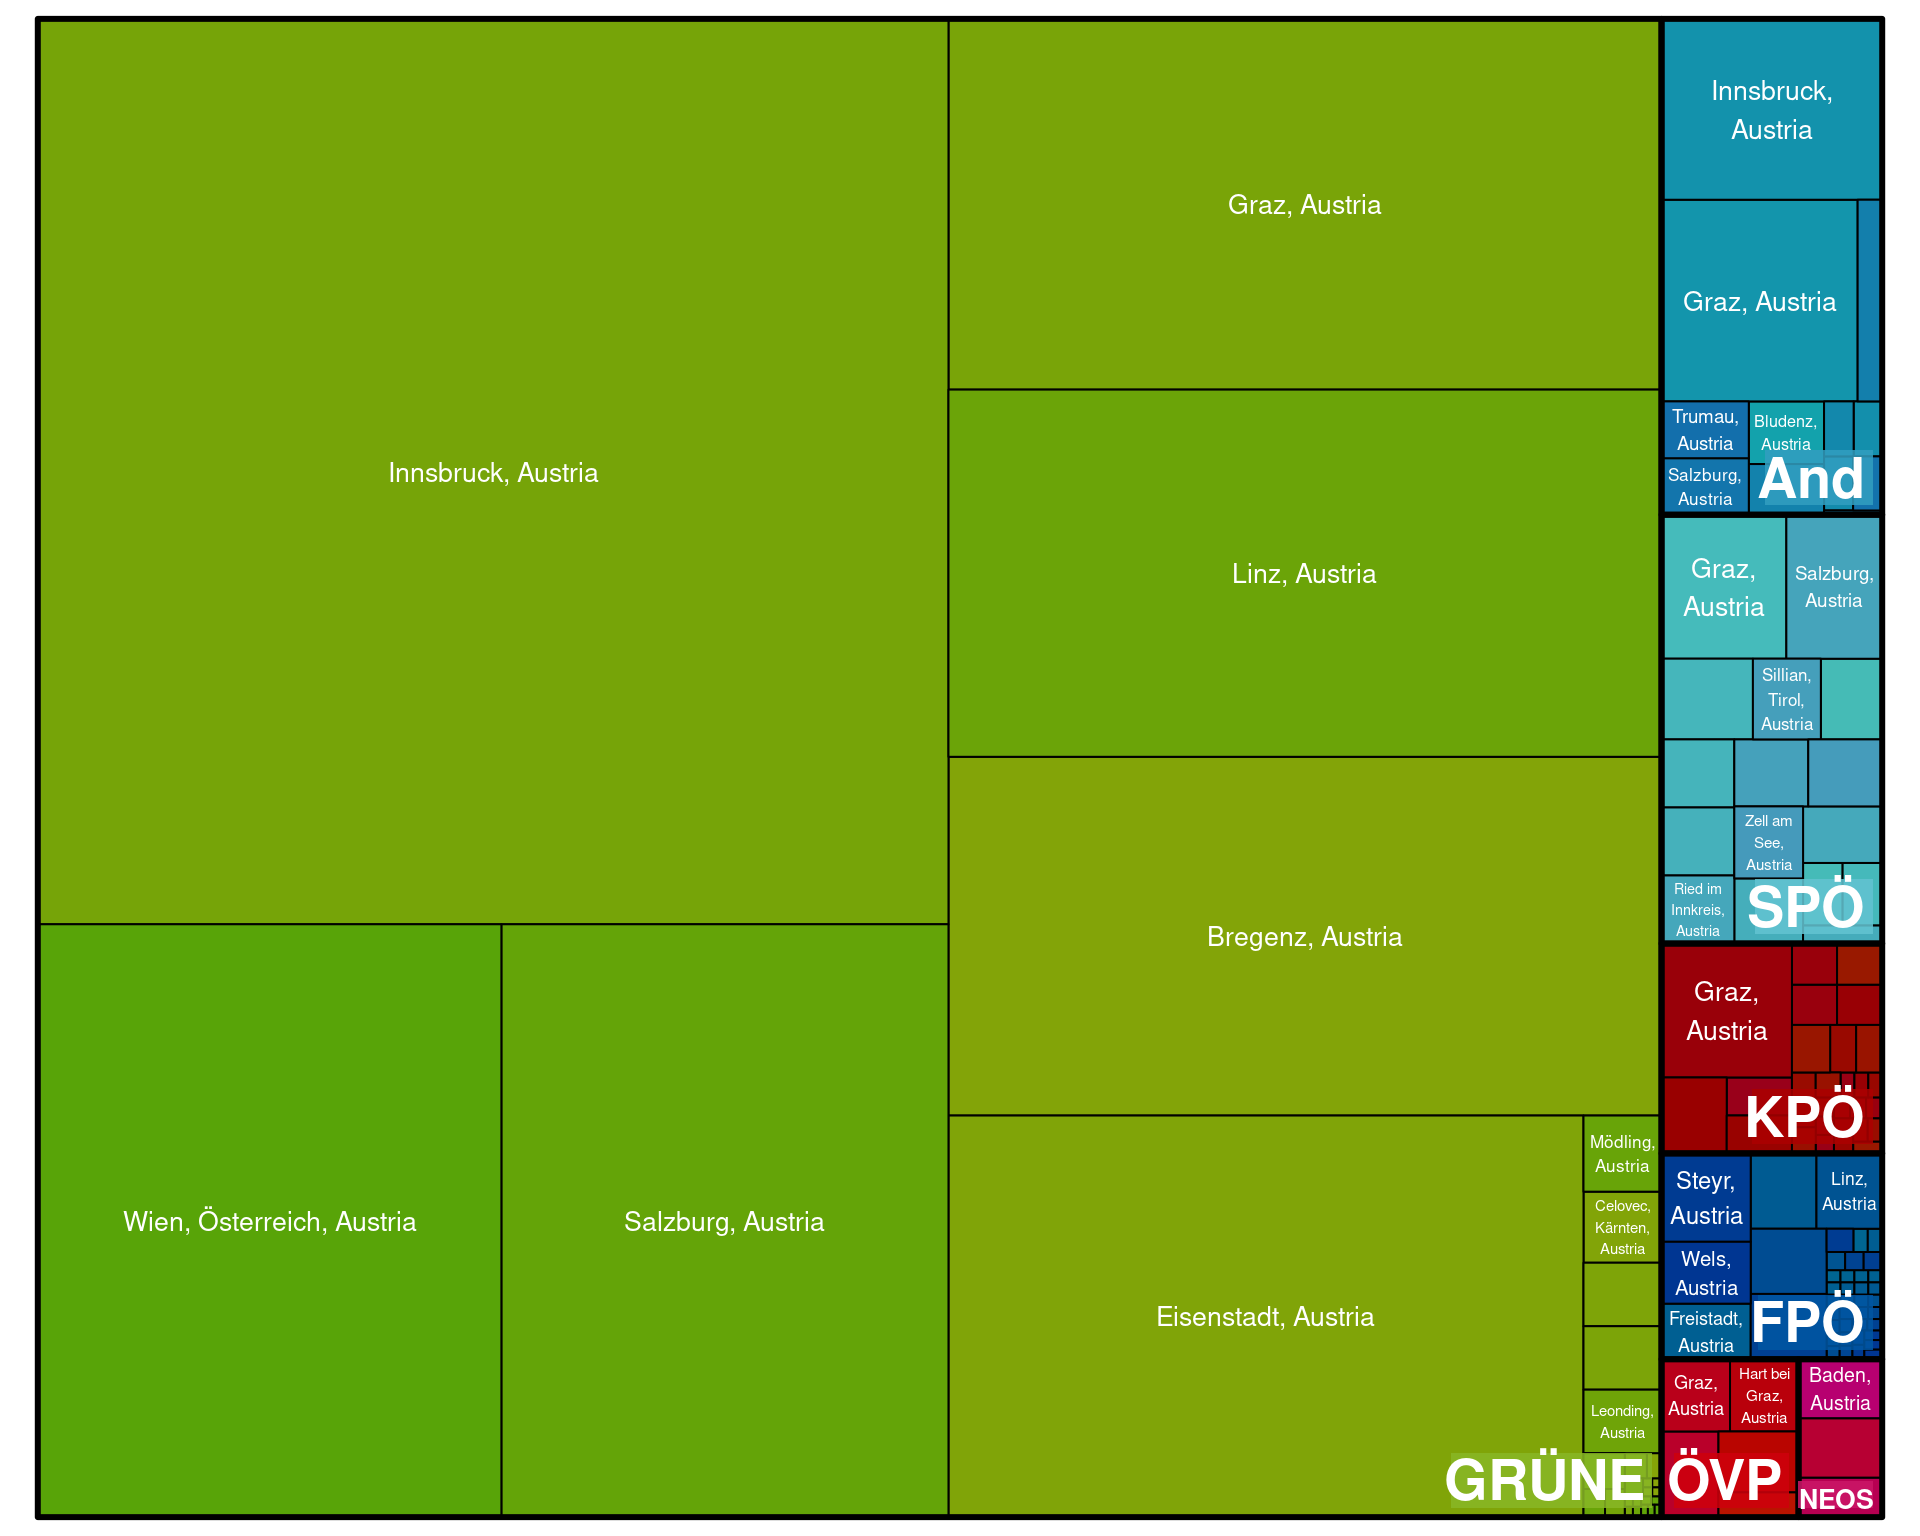 Innsbruck, Austria
Wien, Österreich, Austria
Salzburg, Austria
Graz, Austria
Linz, Austria
Bregenz, Austria
Eisenstadt, Austria
Mödling,
Austria
Celovec,
Kärnten,
Austria
Leonding,
Austria
GRÜNE
Innsbruck,
Austria
Graz, Austria
Trumau,
Austria
Bludenz,
Austria
Salzburg,
Austria
And
Graz,
Austria
Salzburg,
Austria
Sillian,
Tirol,
Austria
Zell am
See,
Austria
Ried im
Innkreis,
Austria
SPÖ
Graz,
Austria
KPÖ
Steyr,
Austria
Linz,
Austria
Wels,
Austria
Freistadt,
Austria
FPÖ
Graz,
Austria
Hart bei
Graz,
Austria
ÖVP
Baden,
Austria
NEOS